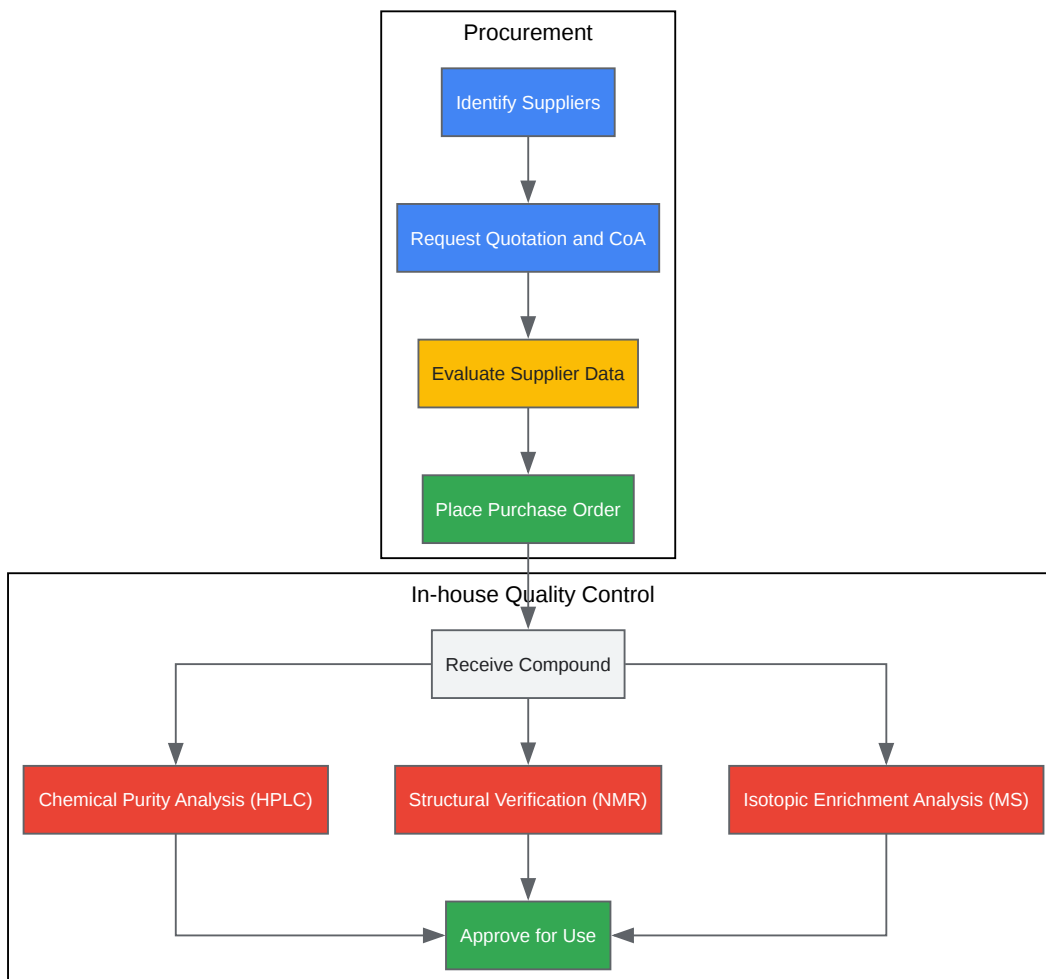 Procurement
Identify Suppliers
Request Quotation and CoA
Evaluate Supplier Data
Place Purchase Order
In-house Quality Control
Receive Compound
Chemical Purity Analysis (HPLC)
Structural Verification (NMR)
Isotopic Enrichment Analysis (MS)
Approve for Use